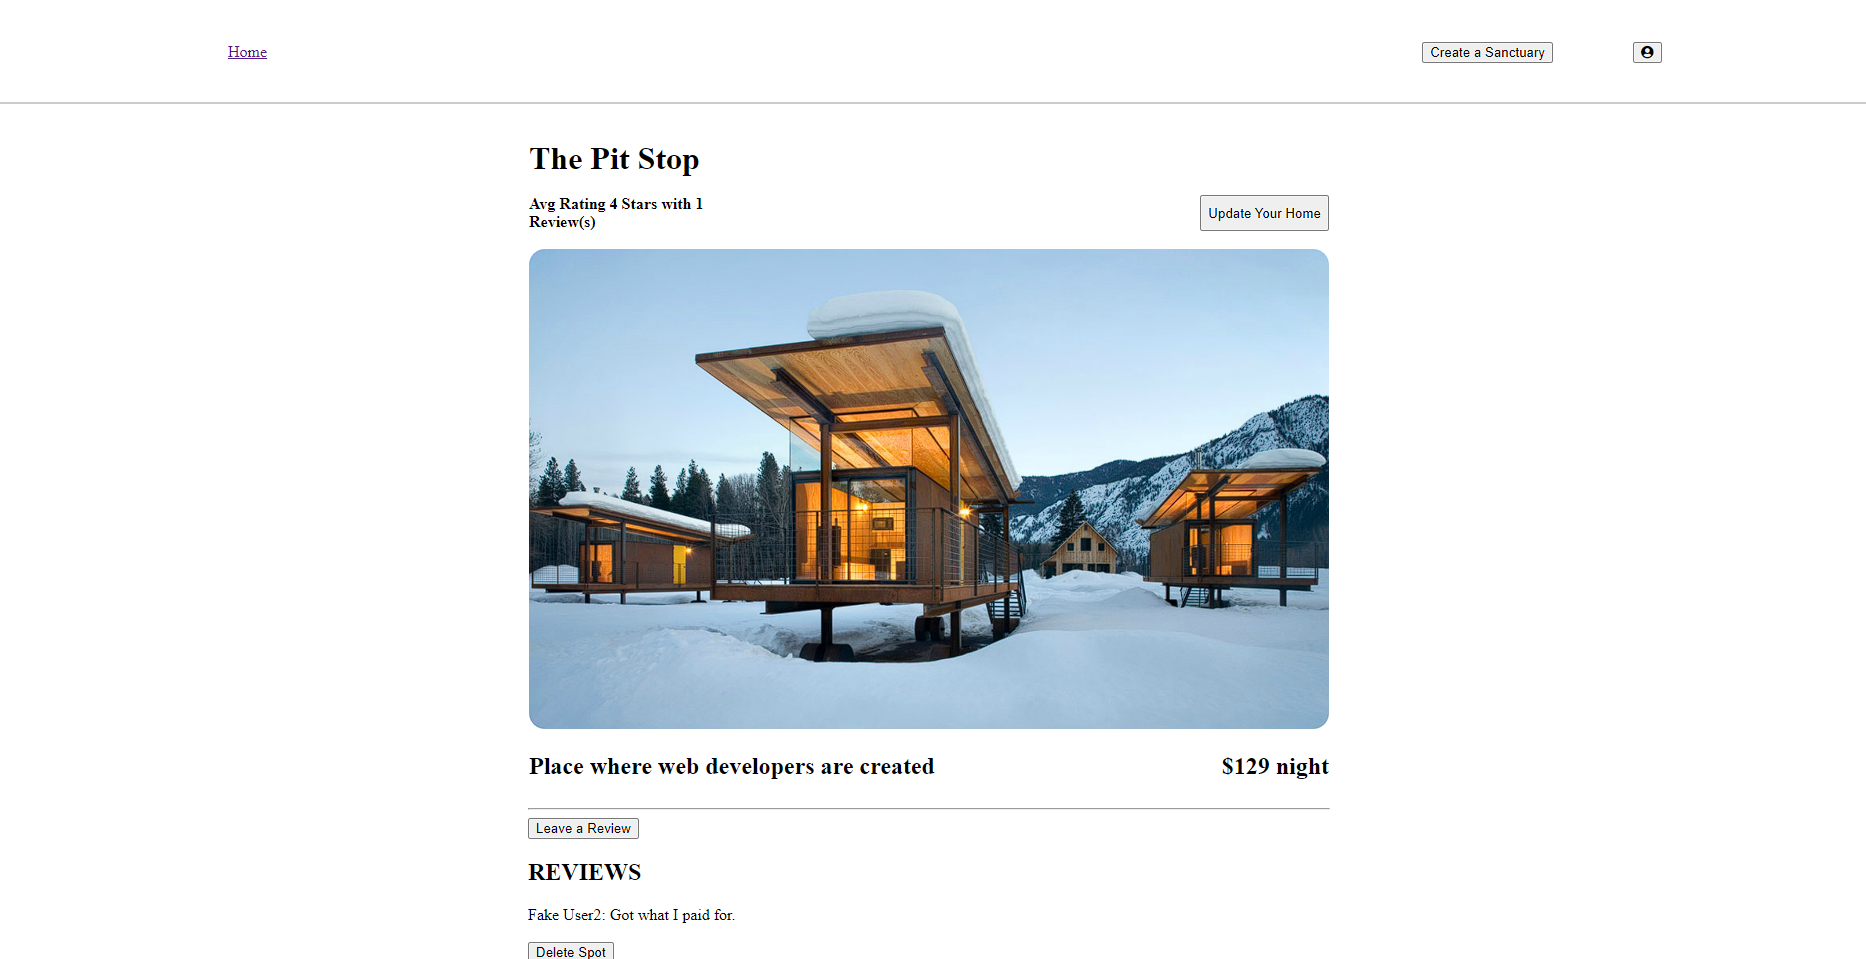 Home
Create a Sanctuary
The Pit Stop
Avg Rating 4 Stars with 1
Review(s)
Update Your Home
Place where web developers are created
$129 night
Leave a Review
REVIEWS
Fake User2: Got what I paid for.
Delete Spot